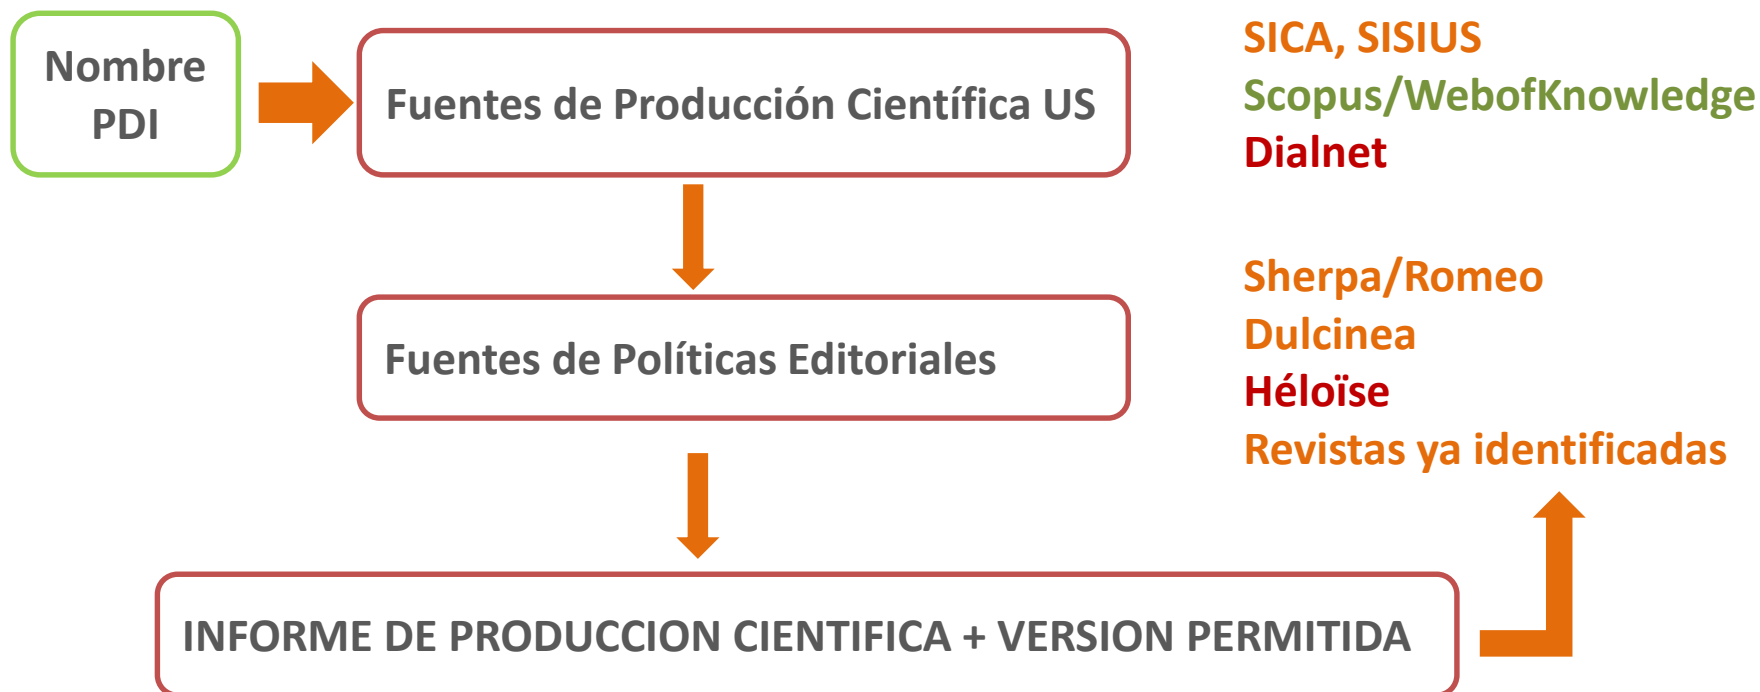 Nombre
PDI
Fuentes de Producción Científica US
SICA, SISIUS
Scopus/WebofKnowledge
Dialnet
Fuentes de Políticas Editoriales
Sherpa/Romeo
Dulcinea
Héloïse
Revistas ya identificadas
INFORME DE PRODUCCION CIENTIFICA + VERSION PERMITIDA